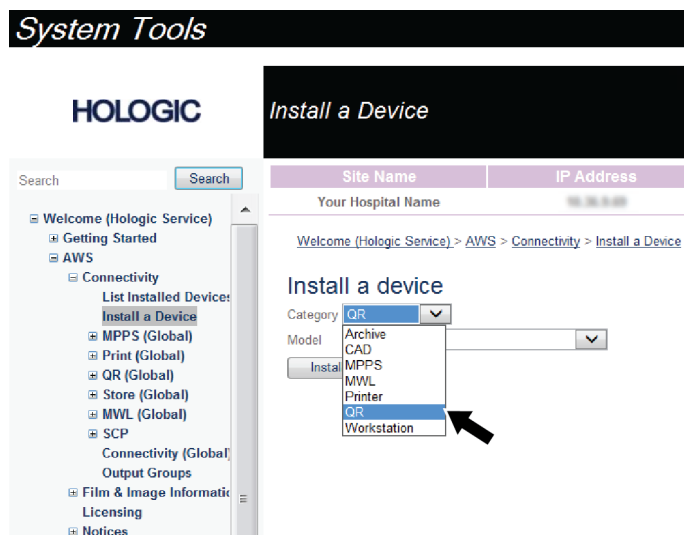 System Tools
HOLOGIC
Install a Device
Search Search
Site Name IP Address
Your Hospital Name
Welcome (Hologic Service) > AWS > Connectivity > Install a Device
Welcome (Hologic Service)
Getting Started
AWS
Connectivity
List Installed Devices
Install a Device
MPPS (Global)
Print (Global)
QR (Global)
Store (Global)
MWL (Global)
SCP
Connectivity (Global)
Output Groups
Film & Image Informatic
Licensing
Notices
Install a device
Category QR
Model
Instal
Archive
CAD
MPPS
MWL
Printer
QR
Workstation